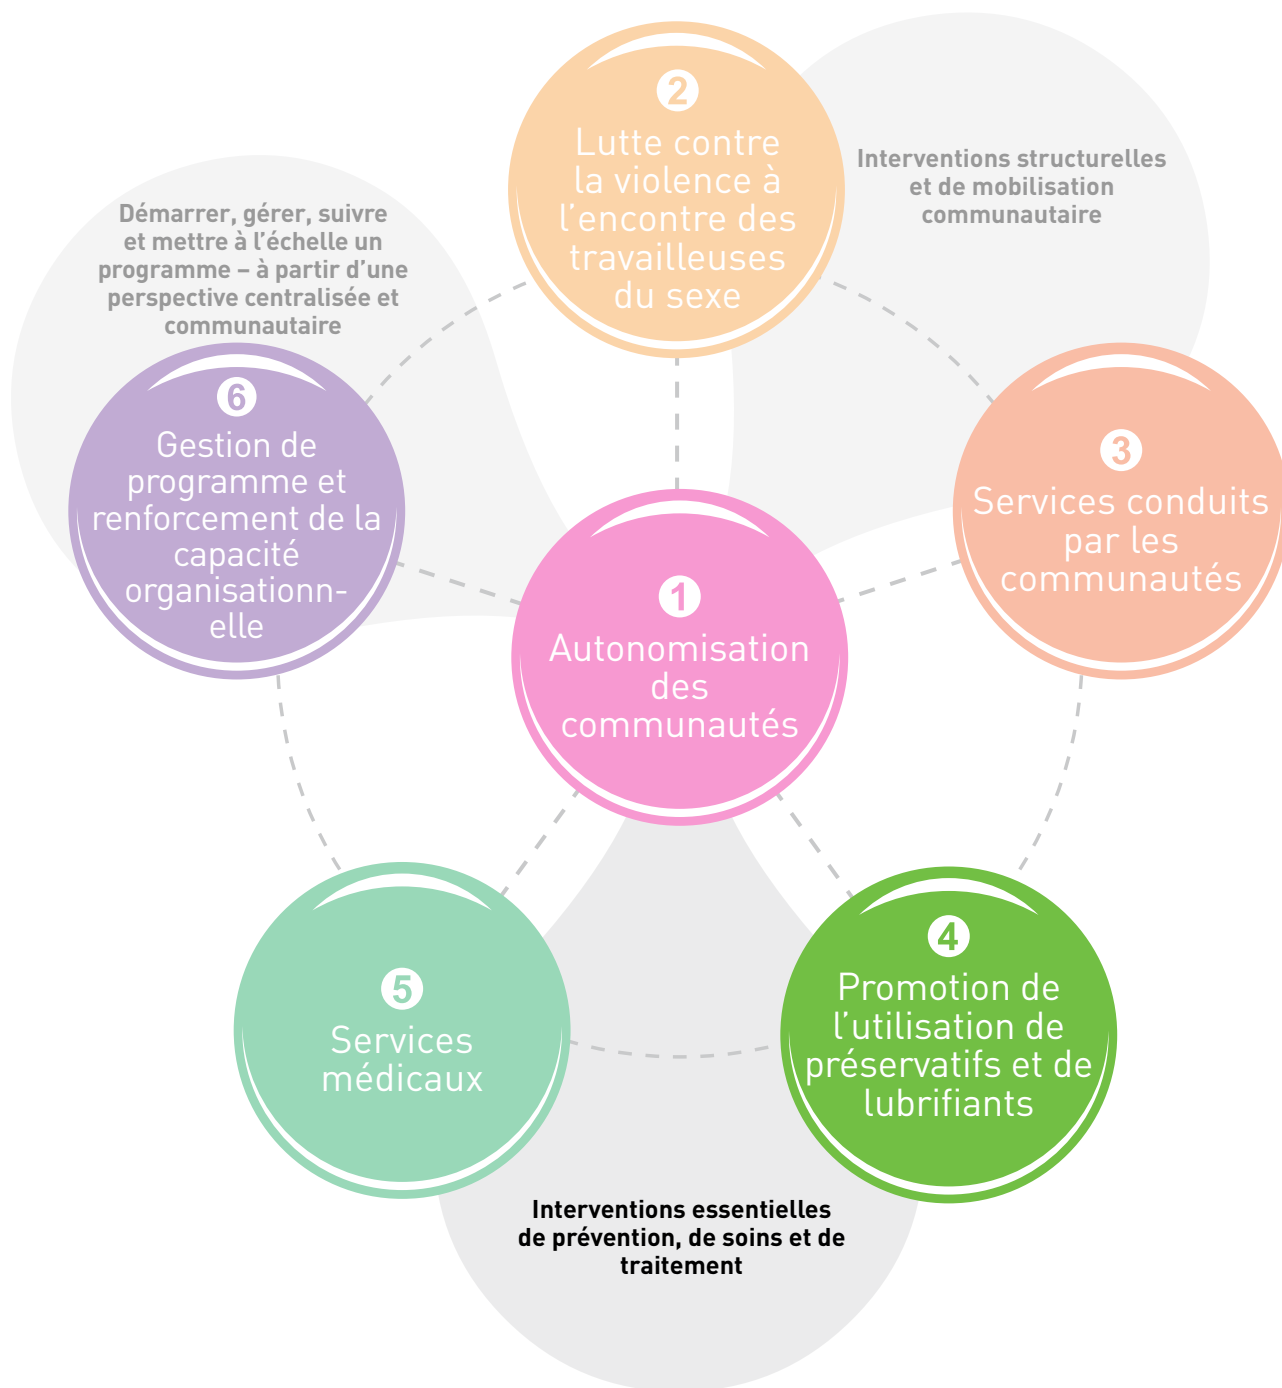 2
Lutte contre
la violence à
l’encontre des
travailleuses
du sexe
Interventions structurelles
et de mobilisation
communautaire
Démarrer, gérer, suivre
et mettre à l’échelle un
programme – à partir d’une
perspective centralisée et
communautaire
6
Gestion de
programme et
renforcement de la
capacité
organisationn-
elle
3
Services conduits
par les
communautés
1
Autonomisation
des
communautés
5
Services
médicaux
4
Promotion de
l’utilisation de
préservatifs et de
lubrifiants
Interventions essentielles
de prévention, de soins et de
traitement